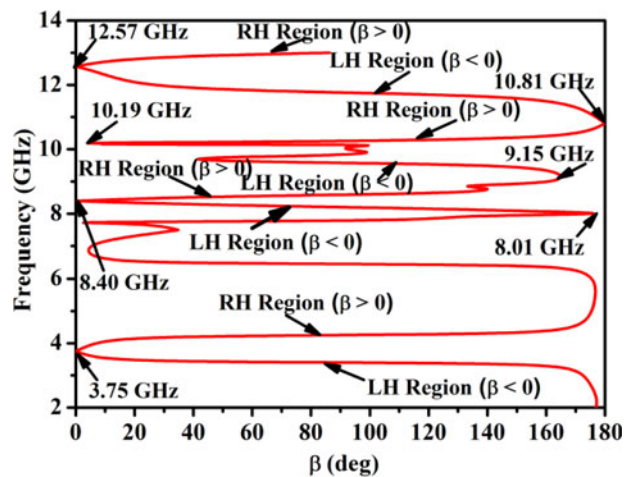 14
12
10
8
6
4
2
Frequency (GHz)
12.57 GHz
RH Region (β > 0)
LH Region (β < 0)
10.81 GHz
10.19 GHz
RH Region (β > 0)
RH Region (β > 0)
9.15 GHz
LH Region (β < 0)
LH Region (β < 0)
8.01 GHz
8.40 GHz
RH Region (β > 0)
LH Region (β < 0)
3.75 GHz
0 20 40 60 80 100 120 140 160 180
β (deg)